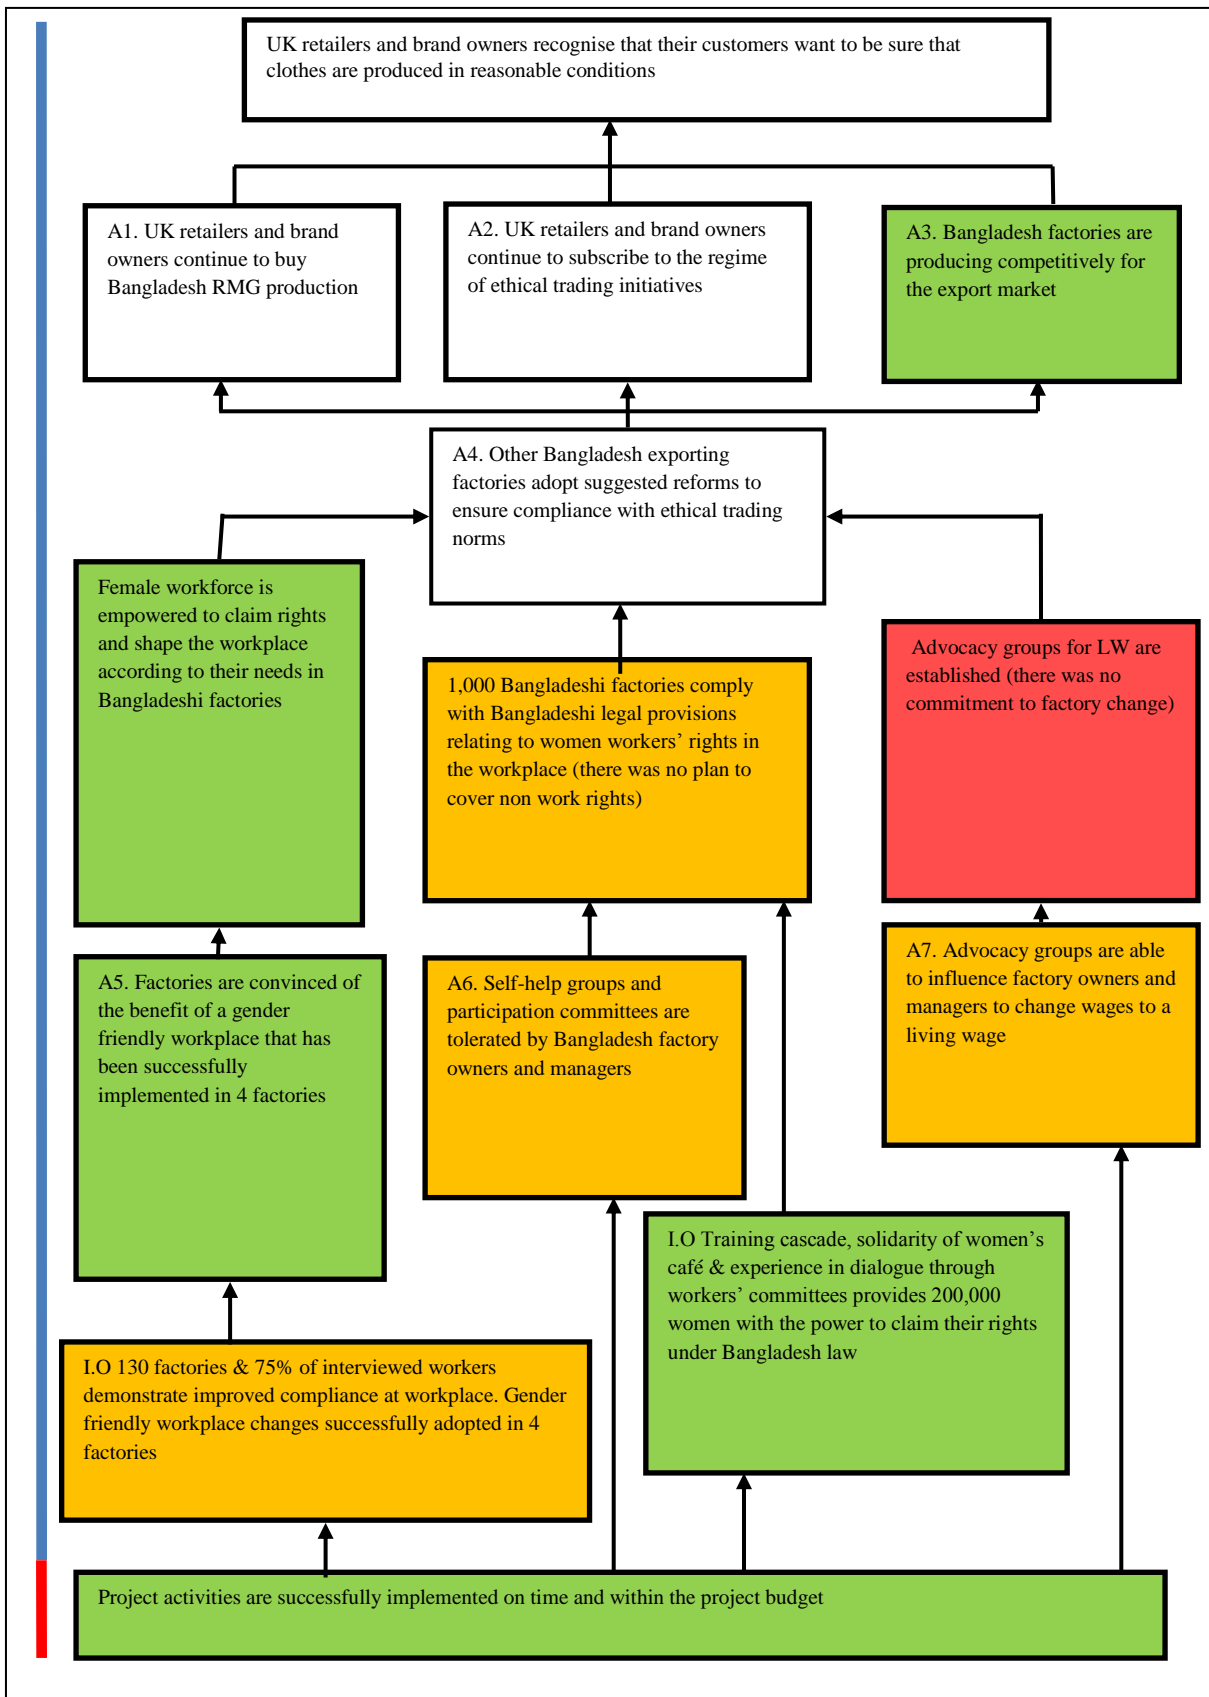 UK retailers and brand owners recognise that their customers want to be sure that
clothes are produced in reasonable conditions
A1. UK retailers and brand
owners continue to buy
Bangladesh RMG production
A2. UK retailers and brand owners
continue to subscribe to the regime
of ethical trading initiatives
A3. Bangladesh factories are
producing competitively for
the export market
A4. Other Bangladesh exporting
factories adopt suggested reforms to
ensure compliance with ethical trading
norms
Female workforce is
empowered to claim rights
and shape the workplace
according to their needs in
Bangladeshi factories
1,000 Bangladeshi factories comply
with Bangladeshi legal provisions
relating to women workers’ rights in
the workplace (there was no plan to
cover non work rights)
Advocacy groups for LW are
established (there was no
commitment to factory change)
A5. Factories are convinced of
the benefit of a gender
friendly workplace that has
been successfully
implemented in 4 factories
A6. Self-help groups and
participation committees are
tolerated by Bangladesh factory
owners and managers
A7. Advocacy groups are able
to influence factory owners and
managers to change wages to a
living wage
I.O Training cascade, solidarity of women’s
café & experience in dialogue through
workers’ committees provides 200,000
women with the power to claim their rights
under Bangladesh law
I.O 130 factories & 75% of interviewed workers
demonstrate improved compliance at workplace. Gender
friendly workplace changes successfully adopted in 4
factories
Project activities are successfully implemented on time and within the project budget